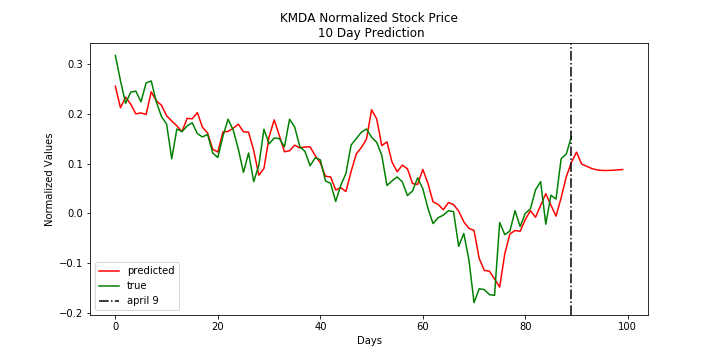 KMDA Normalized Stock Price
10 Day Prediction
Normalized Values
0.3
0.2
0.1
0.0
−0.1
−0.2
predicted
true
april 9
0
20
40
60
80
100
Days